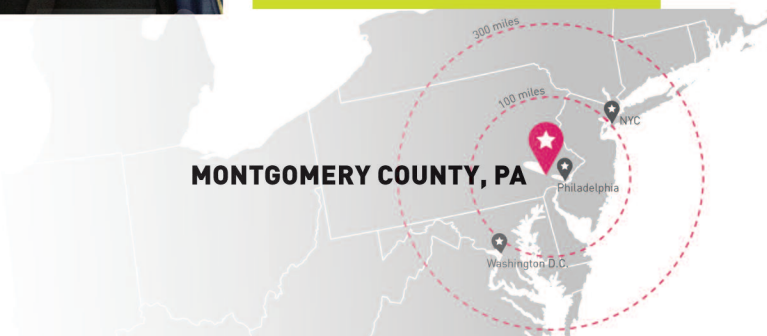 300 miles
100 miles
NYC
MONTGOMERY COUNTY, PA
Philadelphia
Washington D.C.